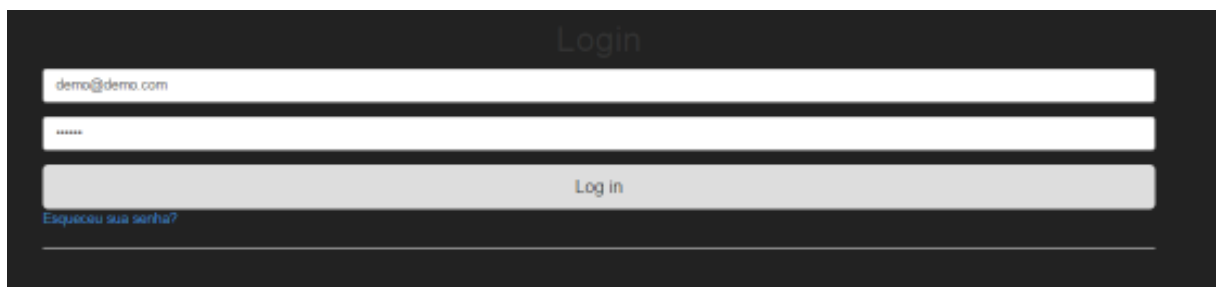 Login
demo@demo.com
••••••
Log in
Esqueceu sua senha?